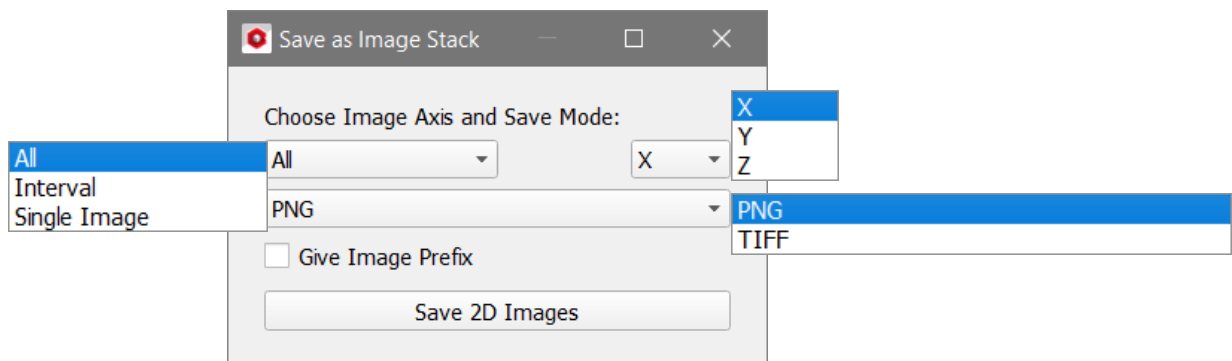 Save as Image Stack
Choose Image Axis and Save Mode:
All
Interval
Single Image
All
X
X
Y
Z
PNG
PNG
TIFF
Give Image Prefix
Save 2D Images